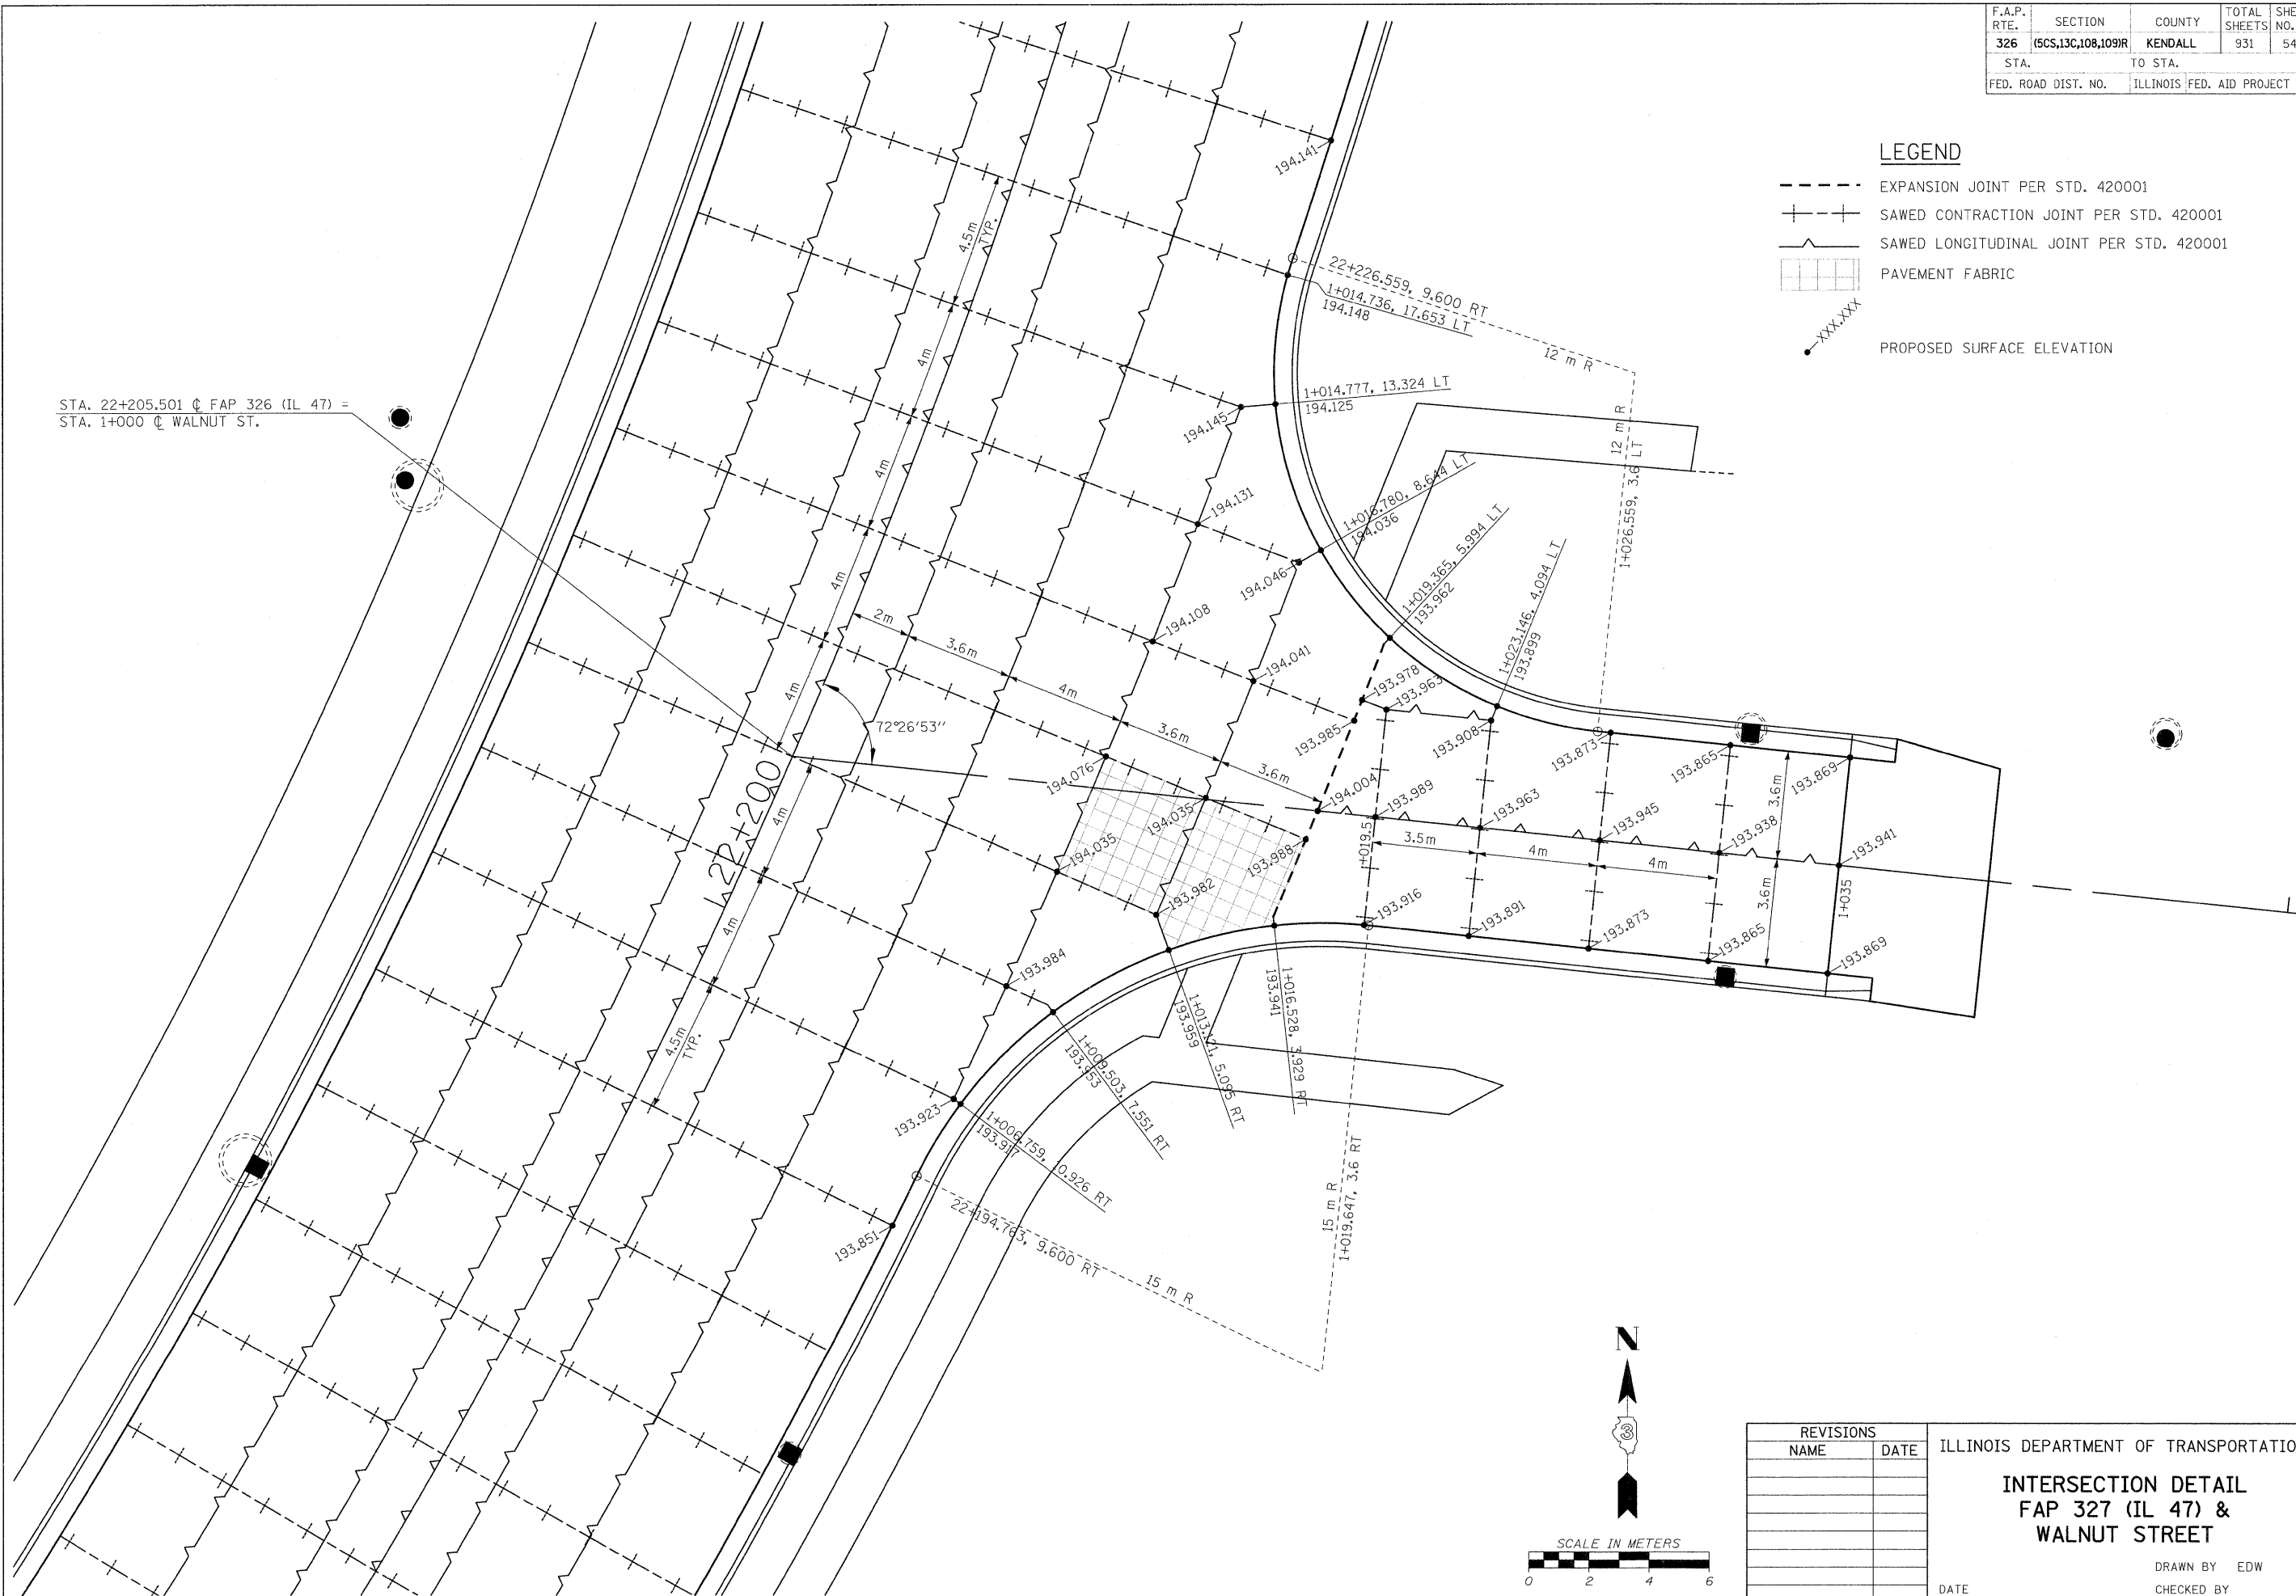 F.A.P. RTE. SECTION COUNTY TOTAL SHEETS SHE NO.
326 (5CS,13C,108,109)R KENDALL 931 54
STA. TO STA.
FED. ROAD DIST. NO. ILLINOIS FED. AID PROJECT
LEGEND
EXPANSION JOINT PER STD. 420001
SAWED CONTRACTION JOINT PER STD. 420001
SAWED LONGITUDINAL JOINT PER STD. 420001
PAVEMENT FABRIC
XXX.XXX
PROPOSED SURFACE ELEVATION
194.141
4.5m
TYP.
22+226.559, 9.600 RT
1+014.736, 17.653 LT
194.148
12 m R
4m
STA. 22+205.501 ℄ FAP 326 (IL 47) =
STA. 1+000 ℄ WALNUT ST.
1+014.777, 13.324 LT
194.125
194.145
12 m R
1+026.559, 3.6 LT
4m
194.131
1+016.780, 8.644 LT
194.036
194.046
1+019.365, 5.994 LT
193.962
1+023.146, 4.094 LT
193.899
4m
2m
3.6m
4m
3.6m
3.6m
194.108
194.041
193.978
193.963
193.985
193.908
193.873
193.865
193.869
4m
72°26'53"
194.076
194.035
194.004
193.989
193.963
193.945
193.938
193.941
3.6m
3.5m
4m
4m
3.6m
1+019.5
1+035
22+200
4m
194.035
193.988
193.982
193.916
193.891
193.873
193.865
193.869
4m
193.984
4.5m
TYP.
1+016.528, 3.929 RT
193.941
1+013.121, 5.095 RT
193.959
1+009.503, 7.551 RT
193.953
193.923
1+006.759, 10.926 RT
193.917
193.851
22+194.763, 9.600 RT
15 m R
15 m R
1+019.647, 3.6 RT
N
3
SCALE IN METERS
0 2 4 6
REVISIONS
NAME DATE
ILLINOIS DEPARTMENT OF TRANSPORTATIO
INTERSECTION DETAIL
FAP 327 (IL 47) &
WALNUT STREET
DRAWN BY EDW
DATE CHECKED BY